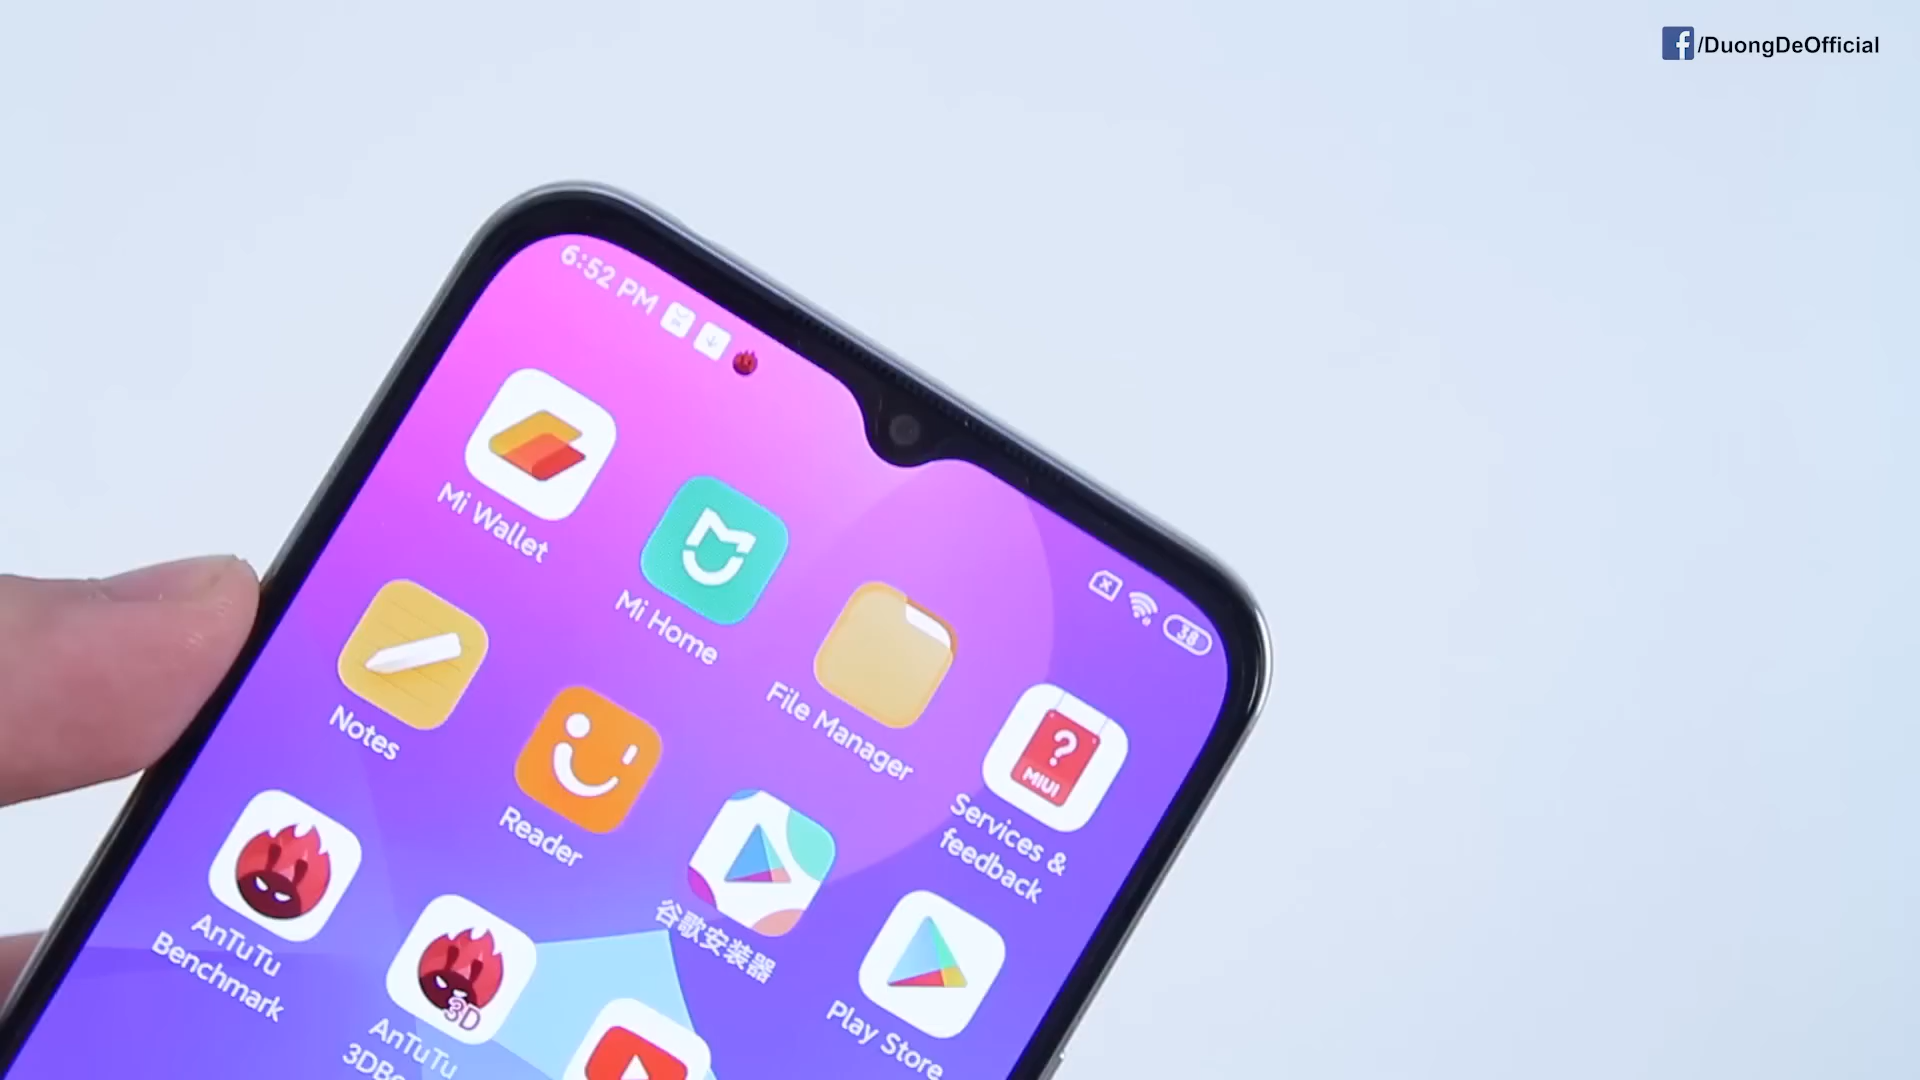 /DuongDeOfficial
6:52 PM
38
Mi Wallet
Mi Home
File Manager
MIUI
Services &
feedback
Notes
Reader
谷歌安装器
Play Store
AnTuTu
Benchmark
3D
AnTuTu